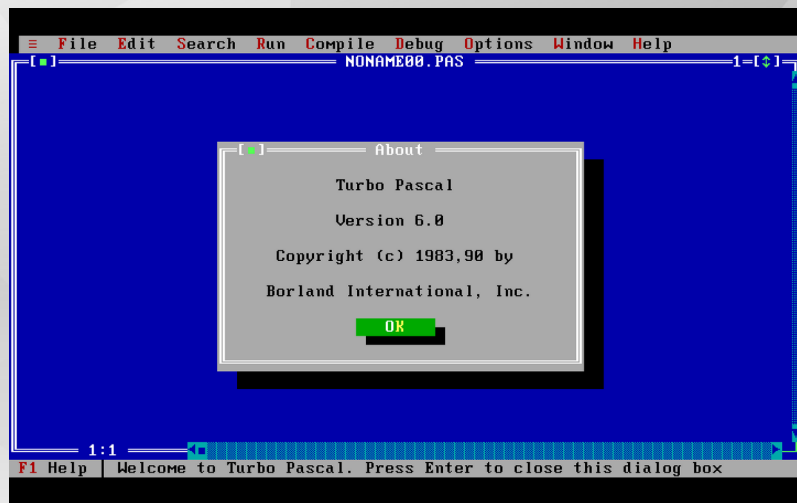 ≡ File Edit Search Run Compile Debug Options Window Help
[■] NONAME00.PAS 1=[↕]
[■] About
Turbo Pascal
Version 6.0
Copyright (c) 1983,90 by
Borland International, Inc.
OK
1:1
F1 Help | Welcome to Turbo Pascal. Press Enter to close this dialog box